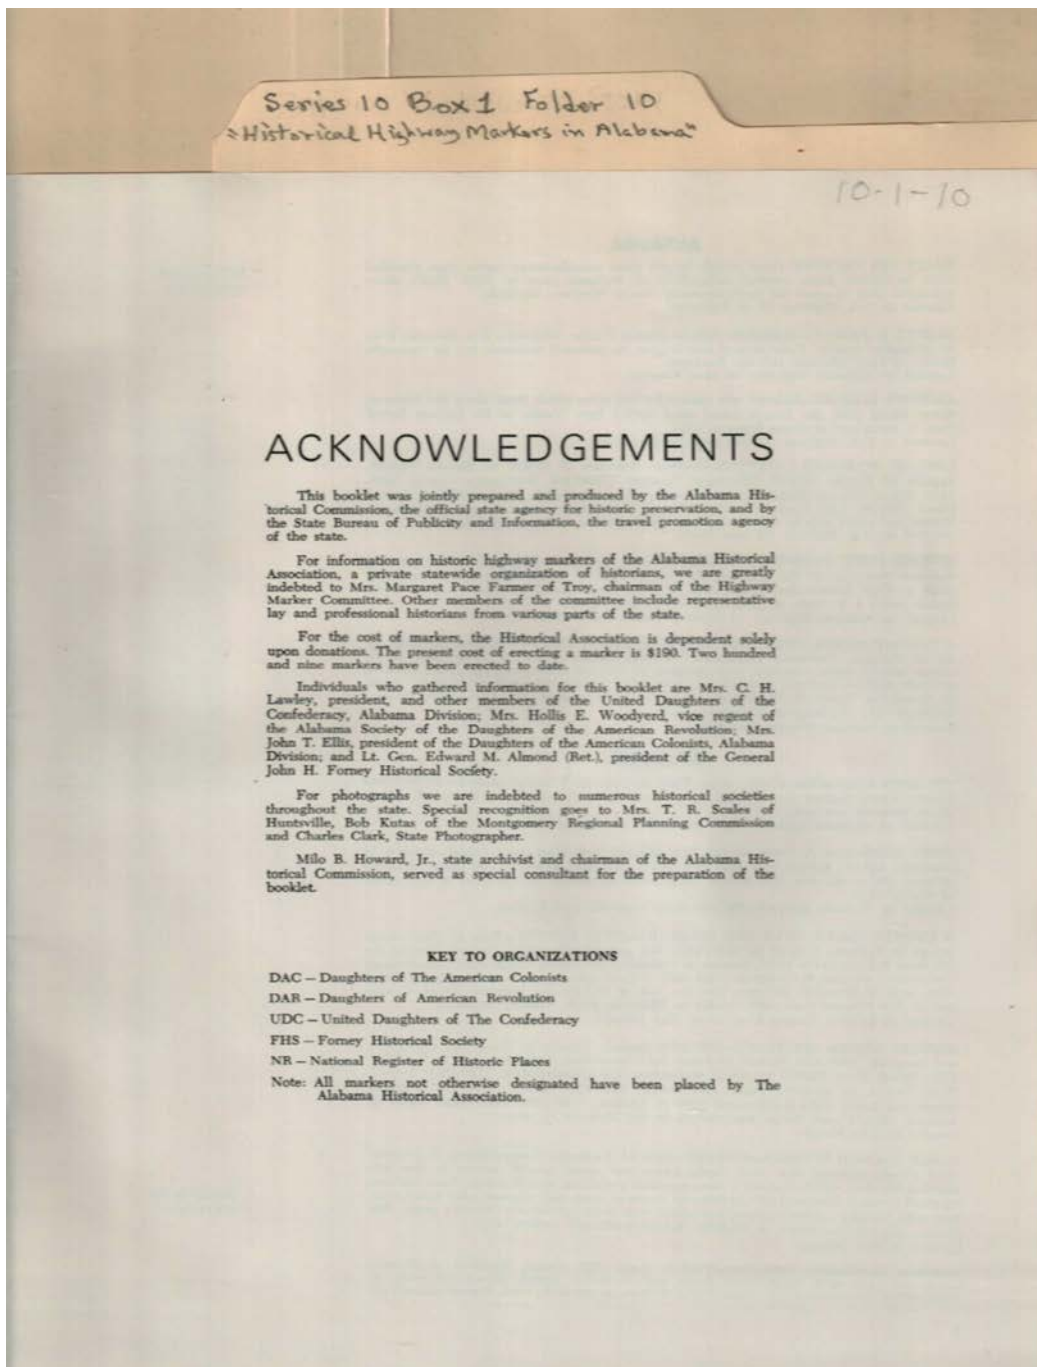 Series 10 Box 1 Folder 10
"Historical Highway Markers in Alabama"
10-1-10
ACKNOWLEDGEMENTS
This booklet was jointly prepared and produced by the Alabama His-
torical Commission, the official state agency for historic preservation, and by
the State Bureau of Publicity and Information, the travel promotion agency
of the state.
For information on historic highway markers of the Alabama Historical
Association, a private statewide organization of historians, we are greatly
indebted to Mrs. Margaret Pace Farmer of Troy, chairman of the Highway
Marker Committee. Other members of the committee include representative
lay and professional historians from various parts of the state.
For the cost of markers, the Historical Association is dependent solely
upon donations. The present cost of erecting a marker is $190. Two hundred
and nine markers have been erected to date.
Individuals who gathered information for this booklet are Mrs. C. H.
Lawley, president, and other members of the United Daughters of the
Confederacy, Alabama Division; Mrs. Hollis E. Woodyerd, vice regent of
the Alabama Society of the Daughters of the American Revolution; Mrs.
John T. Ellis, president of the Daughters of the American Colonists, Alabama
Division; and Lt. Gen. Edward M. Almond (Ret.), president of the General
John H. Forney Historical Society.
For photographs we are indebted to numerous historical societies
throughout the state. Special recognition goes to Mrs. T. R. Scales of
Huntsville, Bob Kutas of the Montgomery Regional Planning Commission
and Charles Clark, State Photographer.
Milo B. Howard, Jr., state archivist and chairman of the Alabama His-
torical Commission, served as special consultant for the preparation of the
booklet.
KEY TO ORGANIZATIONS
DAC – Daughters of The American Colonists
DAR – Daughters of American Revolution
UDC – United Daughters of The Confederacy
FHS – Forney Historical Society
NR – National Register of Historic Places
Note: All markers not otherwise designated have been placed by The
Alabama Historical Association.